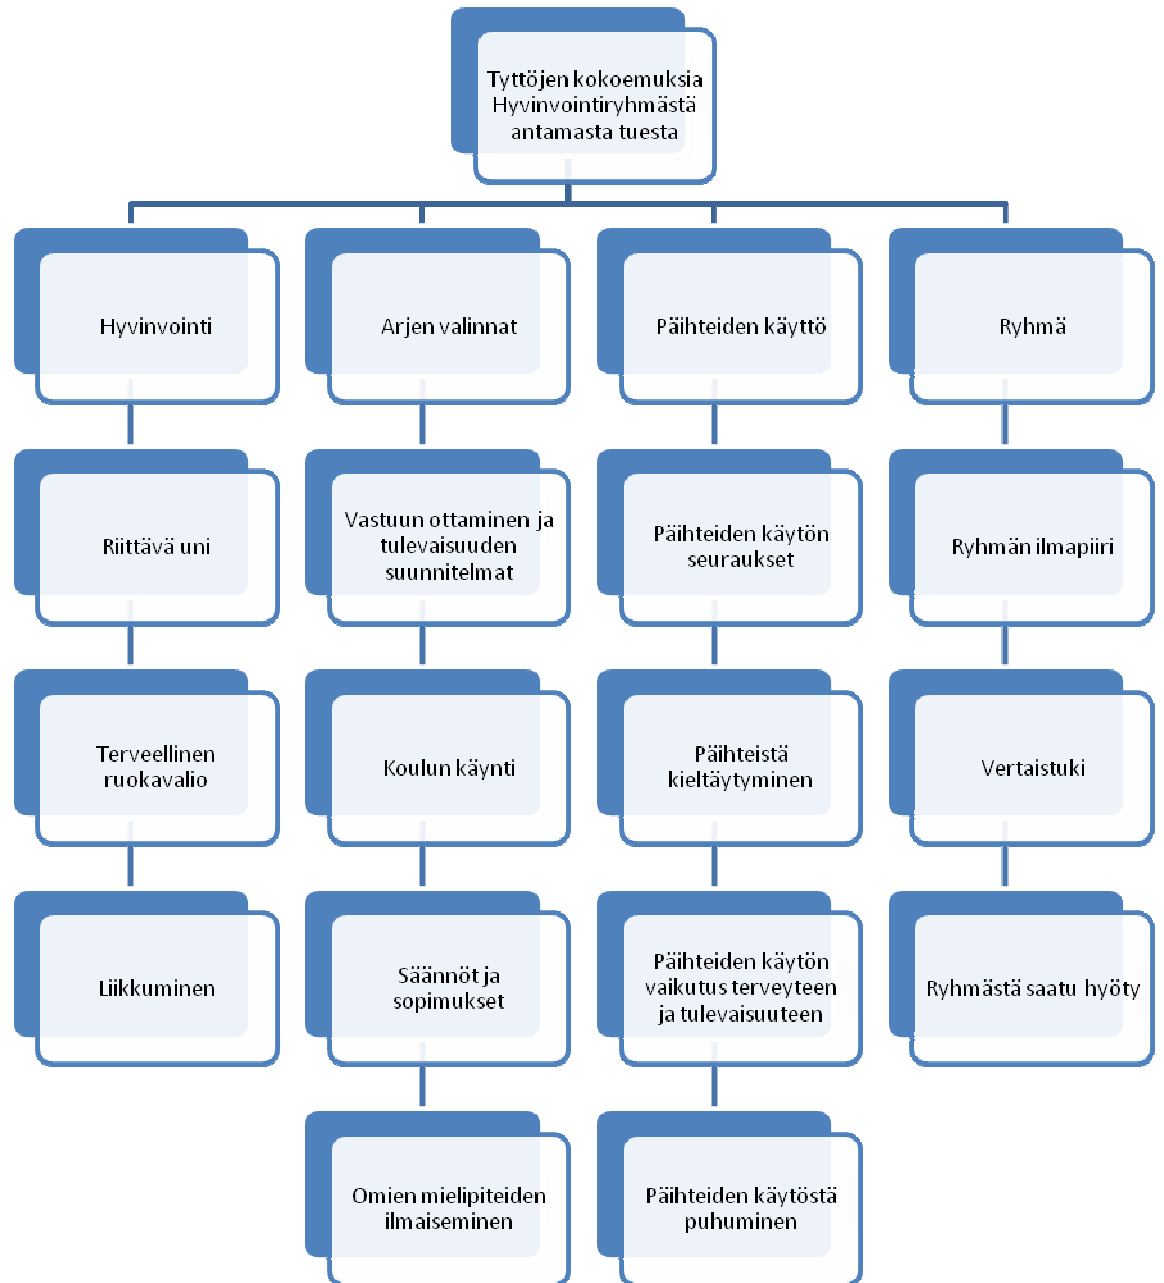 Tyttöjen kokoemuksia
Hyvinvointiryhmästä
antamasta tuesta
Hyvinvointi
Arjen valinnat
Päihteiden käyttö
Ryhmä
Riittävä uni
Vastuun ottaminen ja
tulevaisuuden
suunnitelmat
Päihteiden käytön
seuraukset
Ryhmän ilmapiiri
Terveellinen
ruokavalio
Koulun käynti
Päihteistä
kieltäytyminen
Vertaistuki
Liikkuminen
Säännöt ja
sopimukset
Päihteiden käytön
vaikutus terveyteen
ja tulevaisuuteen
Ryhmästä saatu hyöty
Omien mielipiteiden
ilmaiseminen
Päihteiden käytöstä
puhuminen